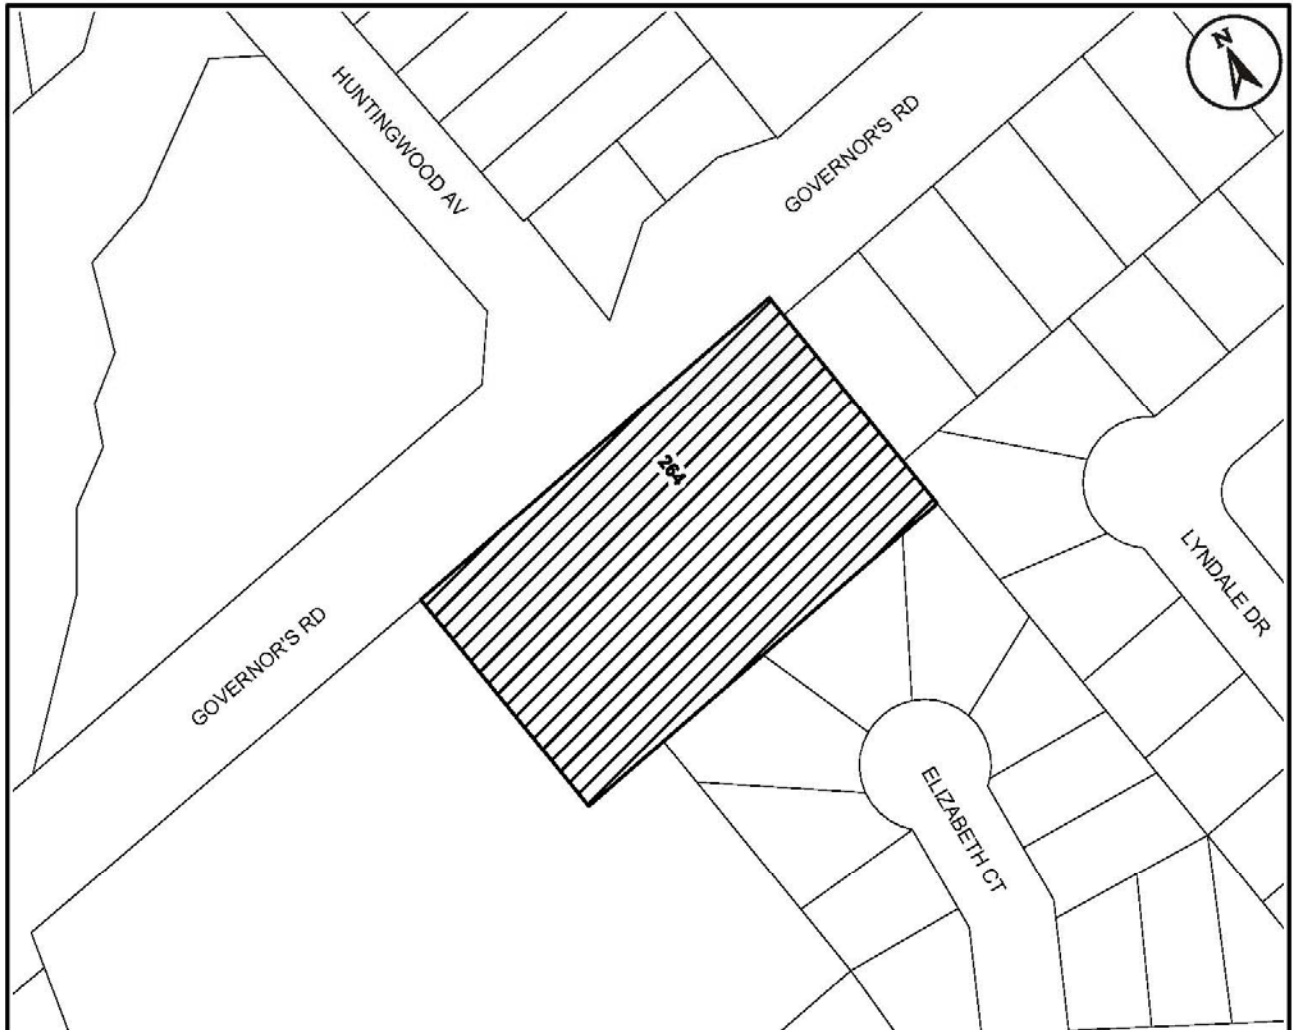 N
HUNTINGWOOD AV
GOVERNOR'S RD
264
LYNDALE DR
GOVERNOR'S RD
ELIZABETH CT